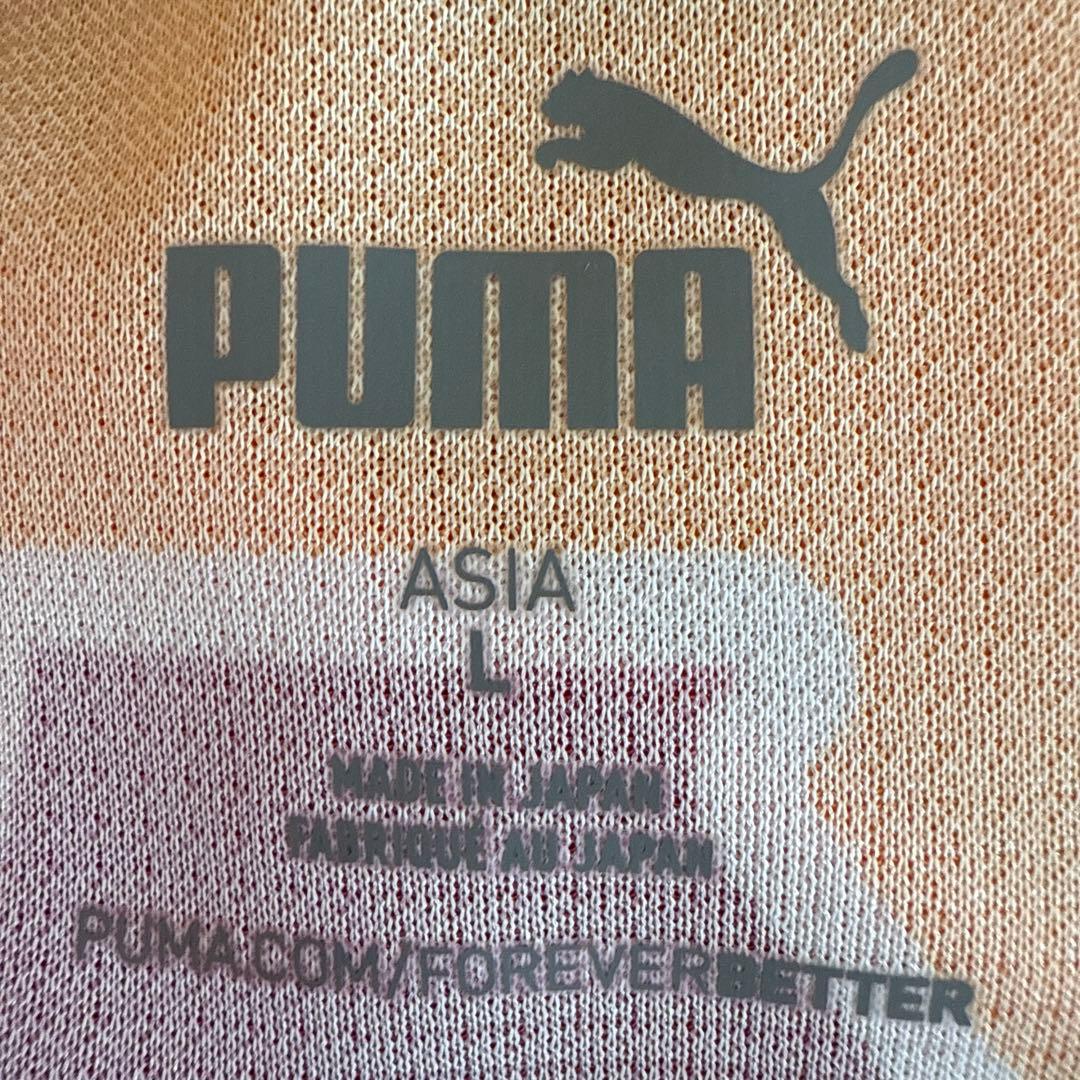 PUMA
ASIA
L
MADE IN JAPAN
FABRIQUÉ AU JAPAN
PUMA.COM/FOREVERBETTER